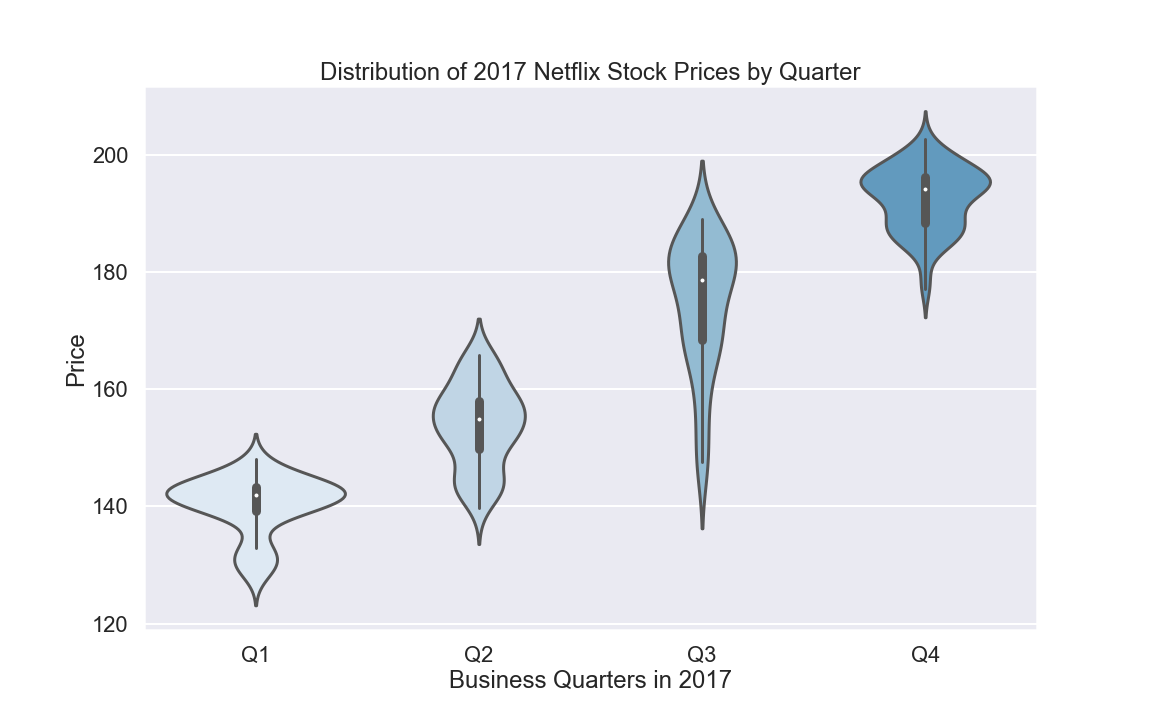 Distribution of 2017 Netflix Stock Prices by Quarter
200
180
160
140
120
Price
Q1 Q2 Q3 Q4
Business Quarters in 2017